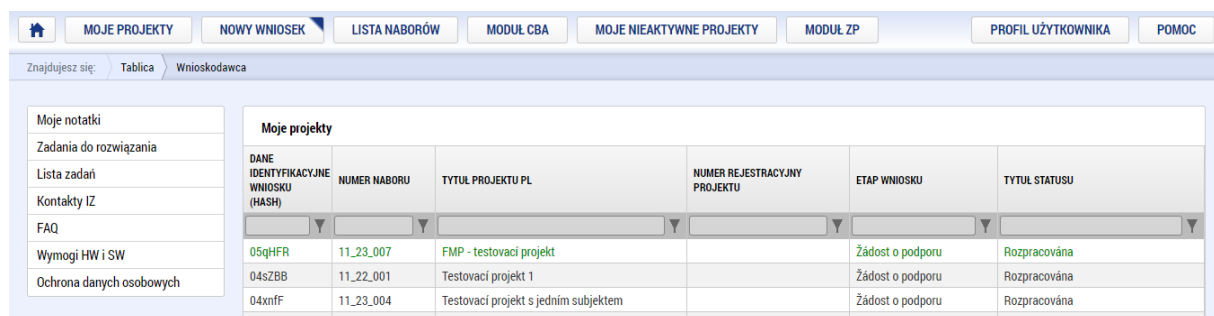 MOJE PROJEKTY NOWY WNIOSEK LISTA NABORÓW MODUŁ CBA MOJE NIEAKTYWNE PROJEKTY MODUŁ ZP PROFIL UŻYTKOWNIKA POMOC
Znajdujesz się: Tablica Wnioskodawca
Moje notatki
Zadania do rozwiązania
Lista zadań
Kontakty IZ
FAQ
Wymogi HW i SW
Ochrona danych osobowych
Moje projekty
DANE IDENTYFIKACYJNE WNIOSKU (HASH) NUMER NABORU TYTUŁ PROJEKTU PL NUMER REJESTRACYJNY PROJEKTU ETAP WNIOSKU TYTUŁ STATUSU
05qHFR 11_23_007 FMP - testovací projekt Žádost o podporu Rozpracována
04sZBB 11_22_001 Testovací projekt 1 Žádost o podporu Rozpracována
04xnfF 11_23_004 Testovací projekt s jedním subjektem Žádost o podporu Rozpracována